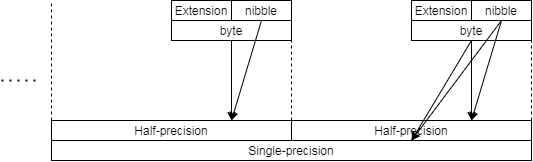 Extension nibble Extension nibble
byte byte
.....
Half-precision Half-precision
Single-precision